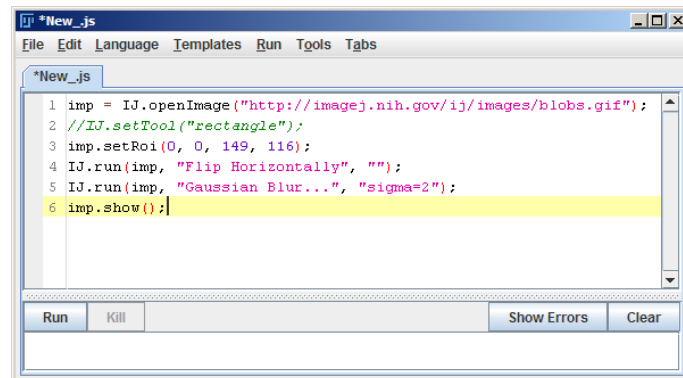 *New_.js
File Edit Language Templates Run Tools Tabs
*New_.js
1 imp = IJ.openImage("http://imagej.nih.gov/ij/images/blobs.gif");
2 //IJ.setTool("rectangle");
3 imp.setRoi(0, 0, 149, 116);
4 IJ.run(imp, "Flip Horizontally", "");
5 IJ.run(imp, "Gaussian Blur...", "sigma=2");
6 imp.show();
Run Kill Show Errors Clear